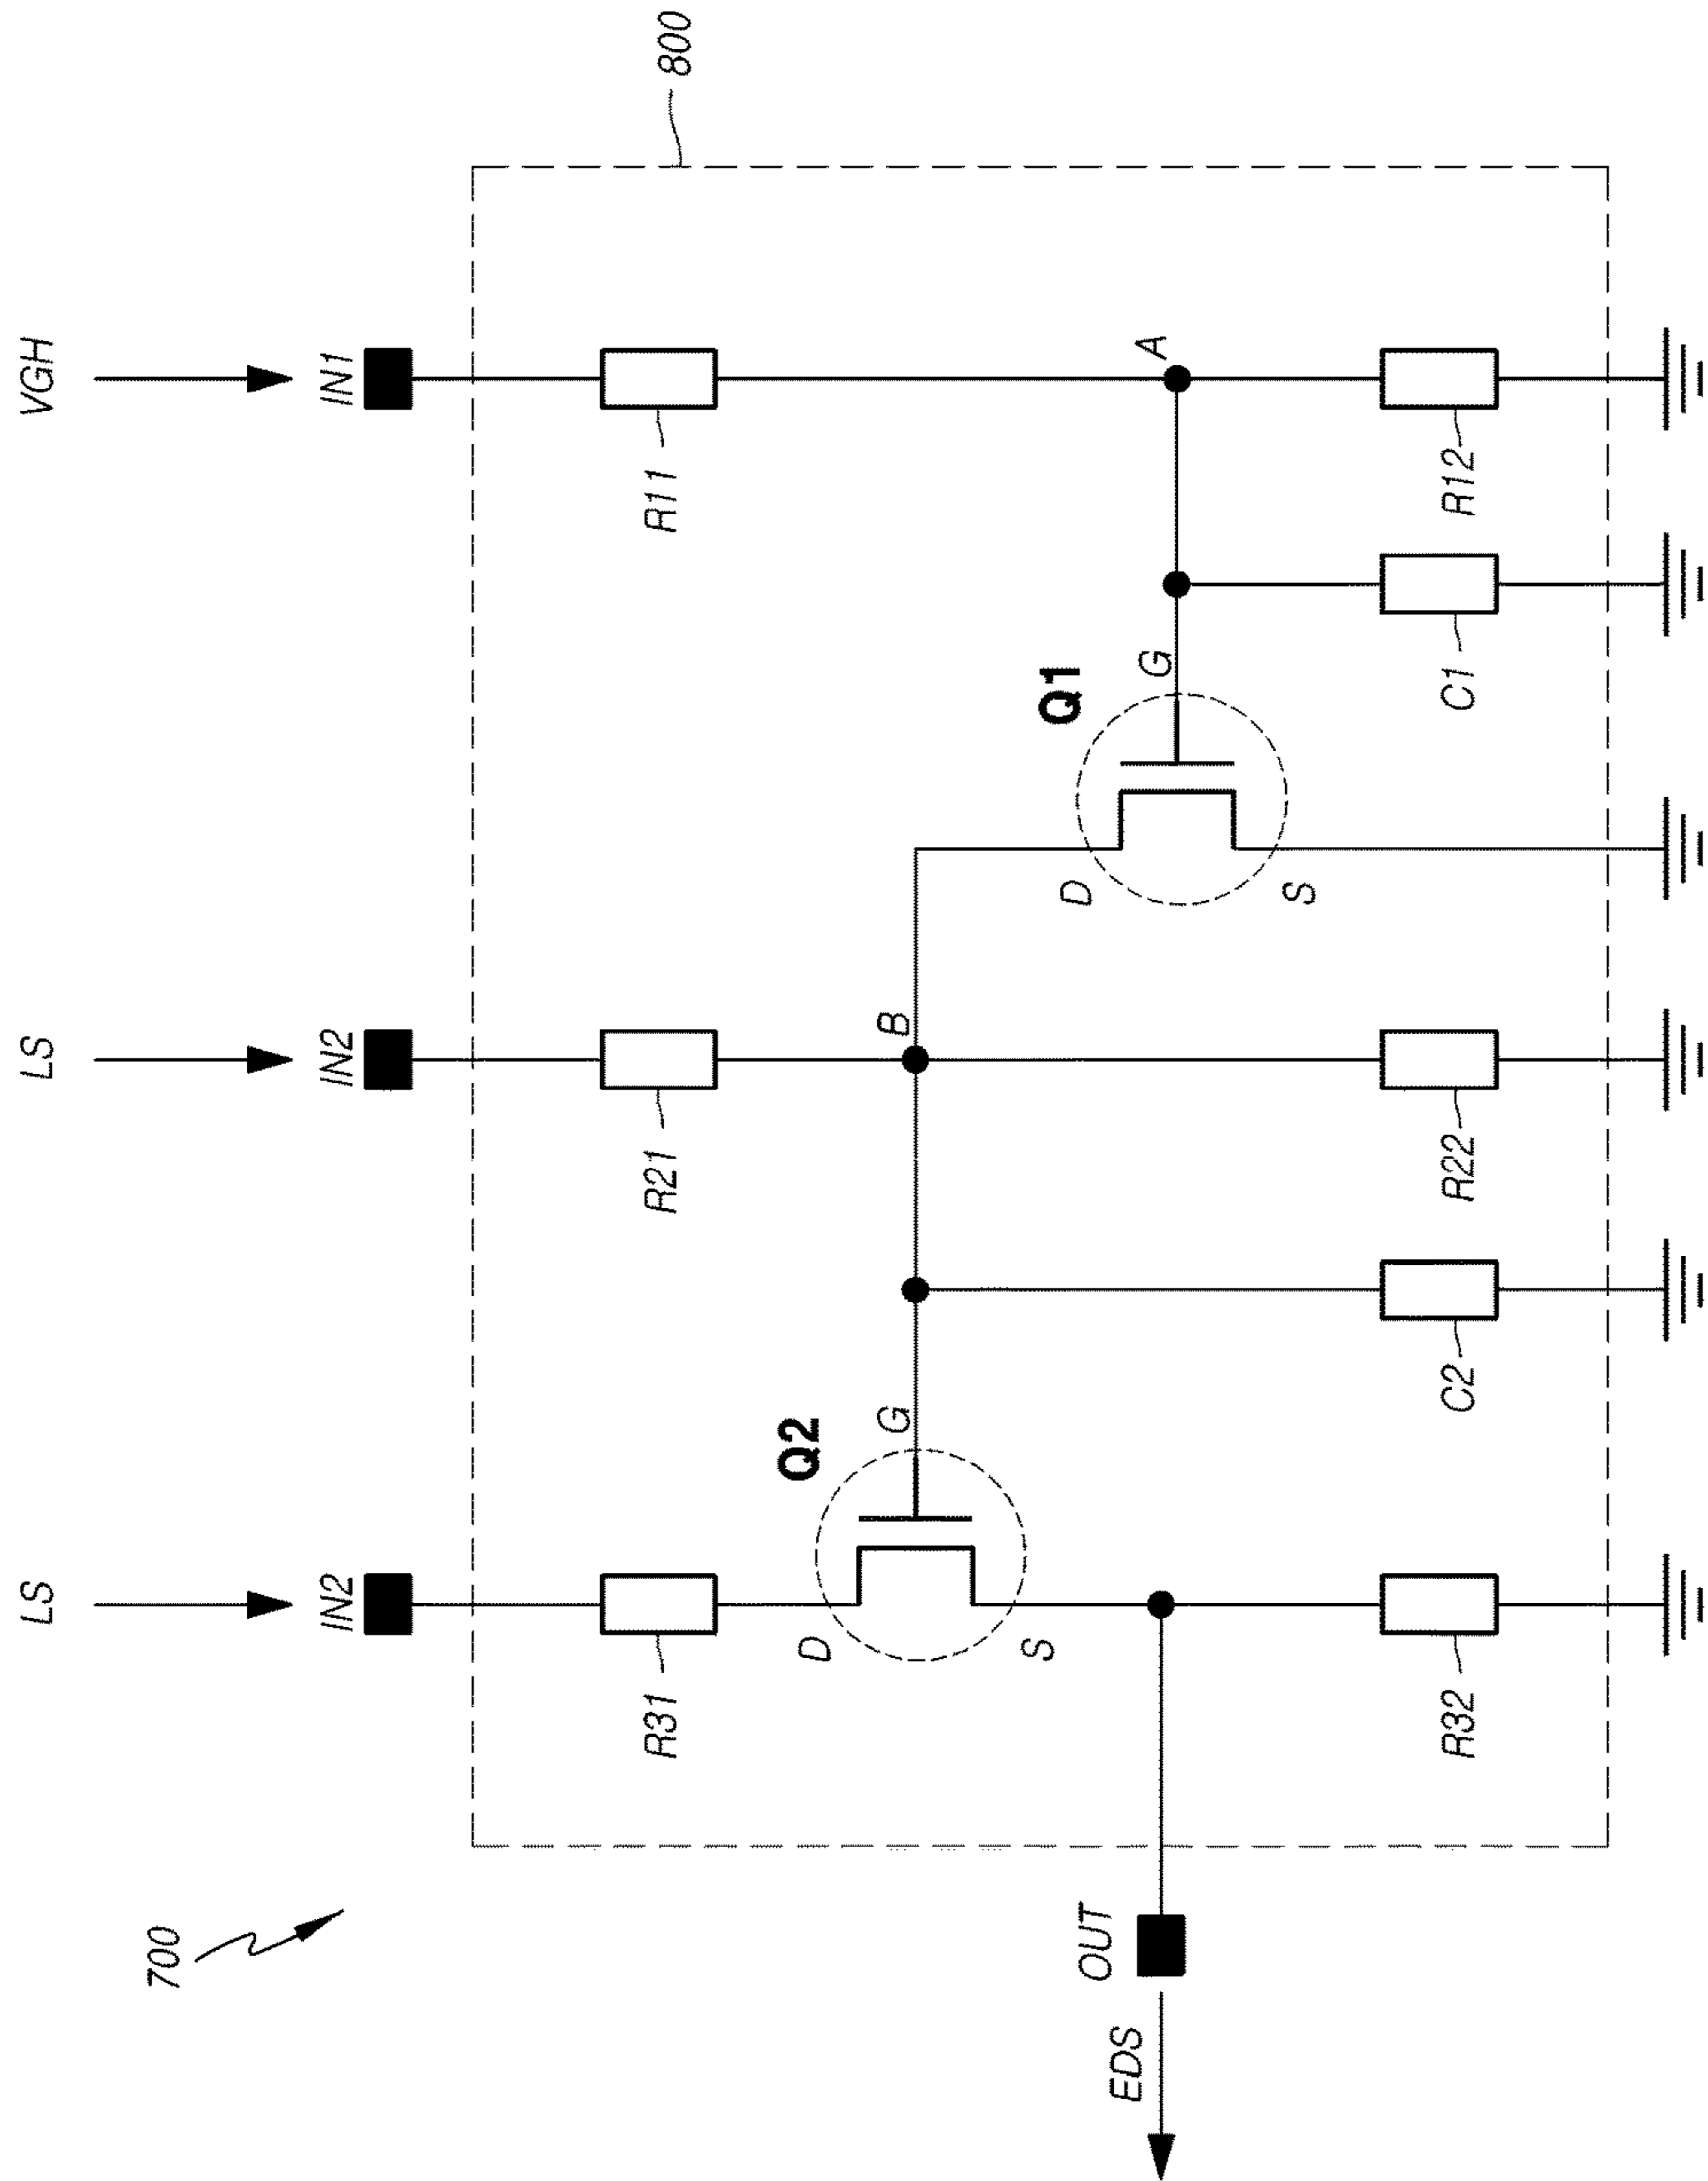 700
LS
LS
VGH
IN2
IN2
IN1
800
R31
R21
R11
Q2
D
G
S
B
Q1
D
G
S
A
OUT
EDS
R32
C2
R22
C1
R12